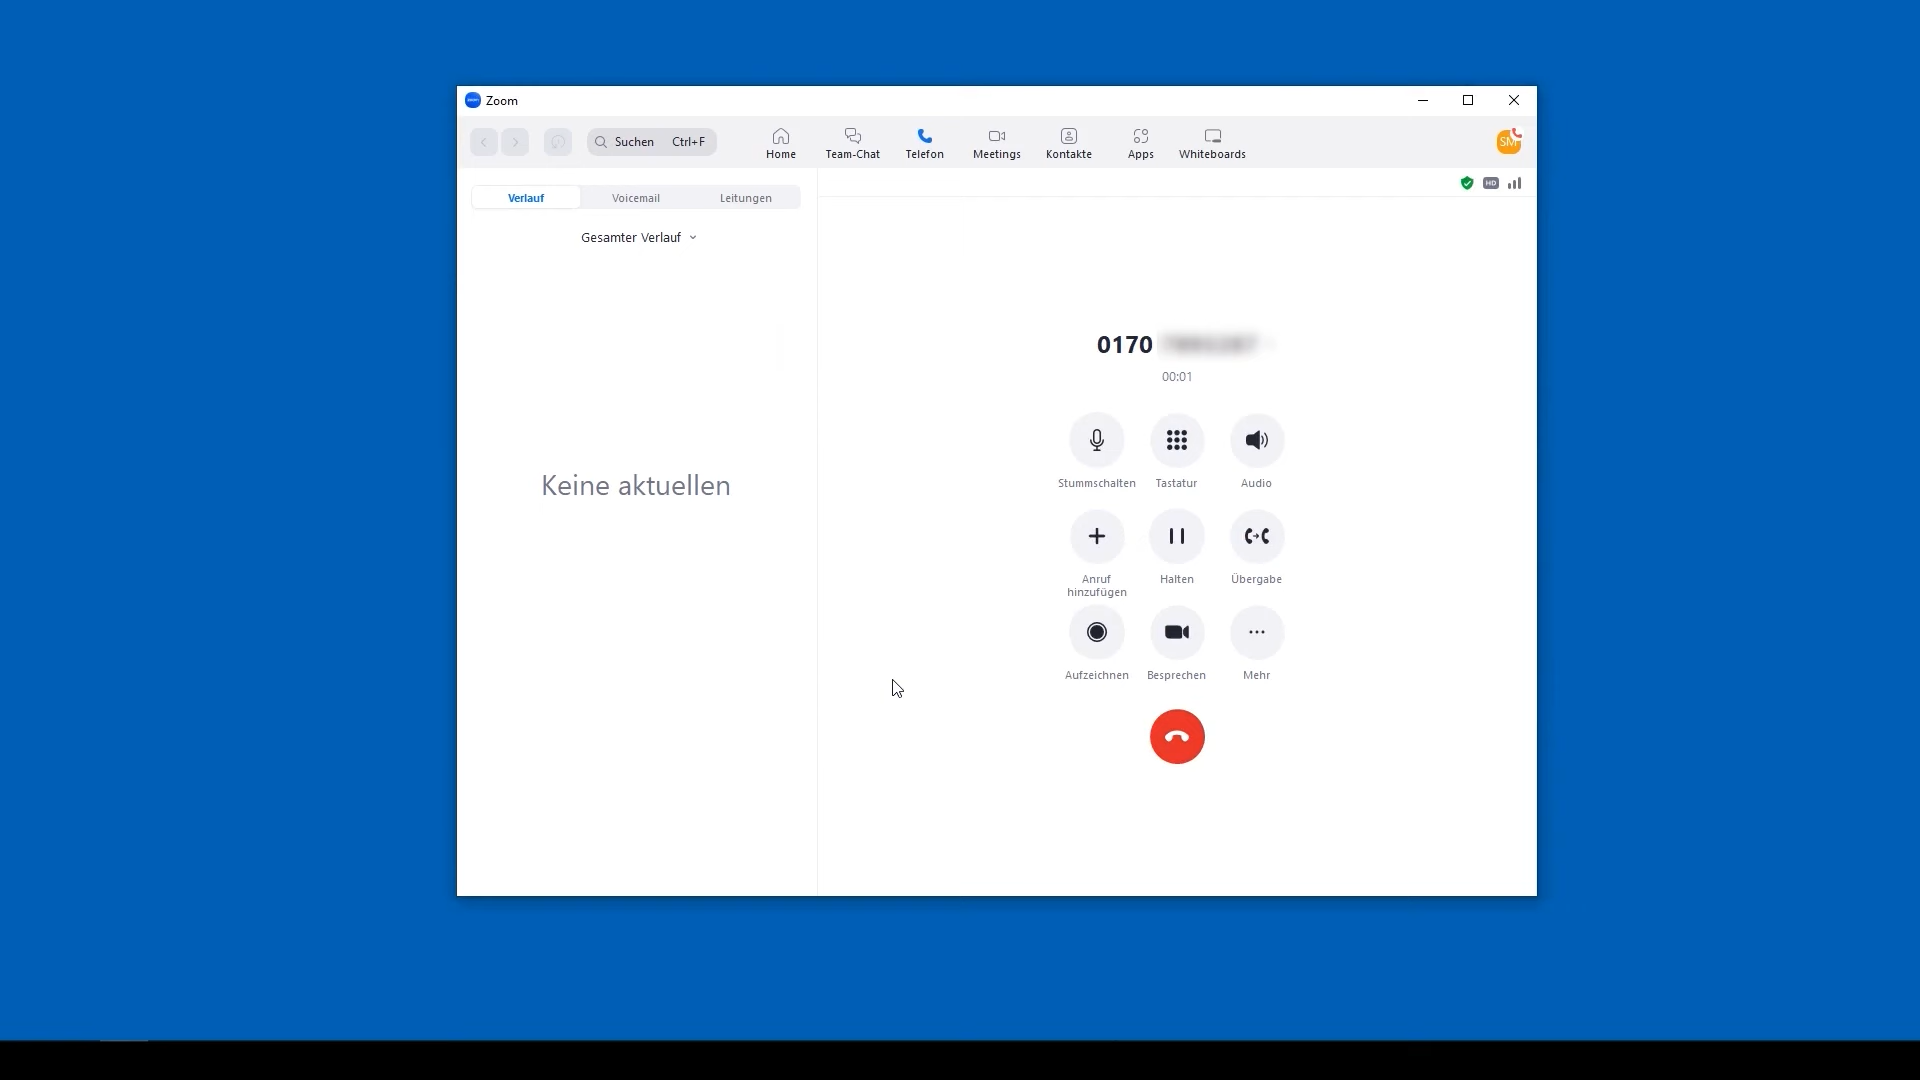 Zoom
Suchen Ctrl+F
Home
Team-Chat
Telefon
Meetings
Kontakte
Apps
Whiteboards
SM
HD
Verlauf
Voicemail
Leitungen
Gesamter Verlauf
Keine aktuellen
0170
00:01
Stummschalten
Tastatur
Audio
Anruf
hinzufügen
Halten
Übergabe
Aufzeichnen
Besprechen
Mehr